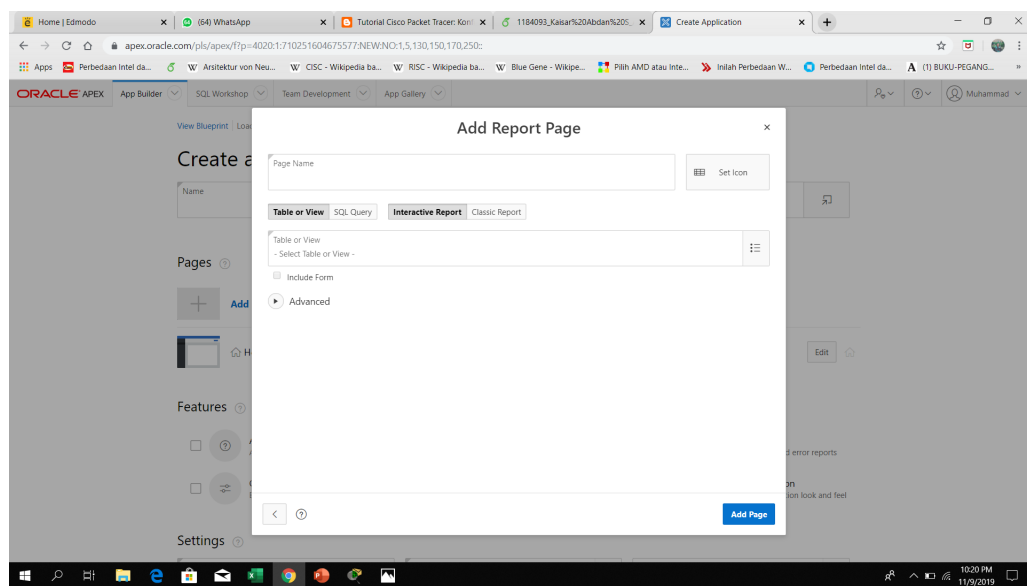 Home | Edmodo
(64) WhatsApp
Tutorial Cisco Packet Tracer: Kon
1184093_Kaisar%20Abdan%20S_
Create Application
apex.oracle.com/pls/apex/f?p=4020:1:710251604675577:NEW:NO:1,5,130,150,170,250::
Apps
Perbedaan Intel da...
Arsitektur von Neu...
CISC - Wikipedia ba...
RISC - Wikipedia ba...
Blue Gene - Wikipe...
Pilih AMD atau Inte...
Inilah Perbedaan W...
Perbedaan Intel da...
(1) BUKU-PEGANG...
ORACLE APEX
App Builder
SQL Workshop
Team Development
App Gallery
Muhammad
View Blueprint
Create a
Name
Pages
Add
Edit
Features
d error reports
on
ion look and feel
Settings
Add Report Page
Page Name
Set Icon
Table or View
SQL Query
Interactive Report
Classic Report
Table or View
- Select Table or View -
Include Form
Advanced
Add Page
10:20 PM
11/9/2019